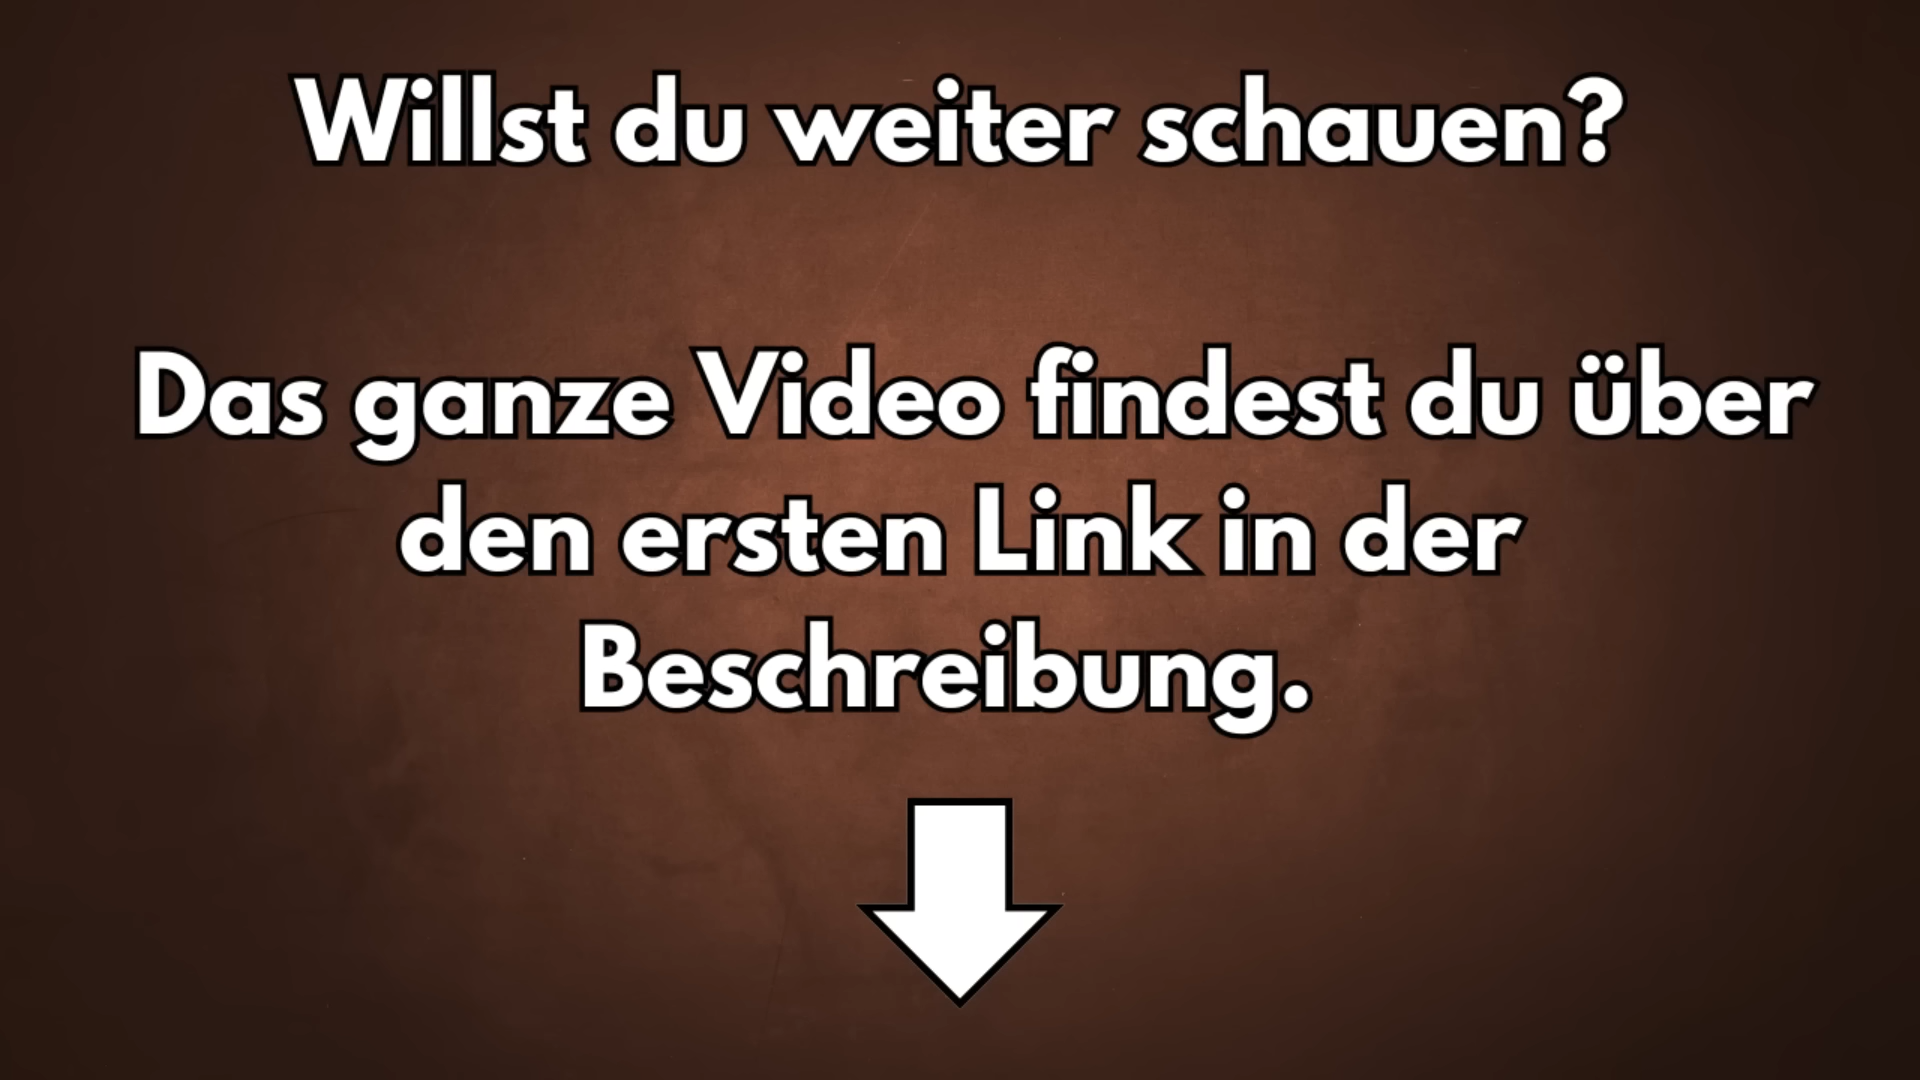 Willst du weiter schauen?
Das ganze Video findest du über
den ersten Link in der
Beschreibung.